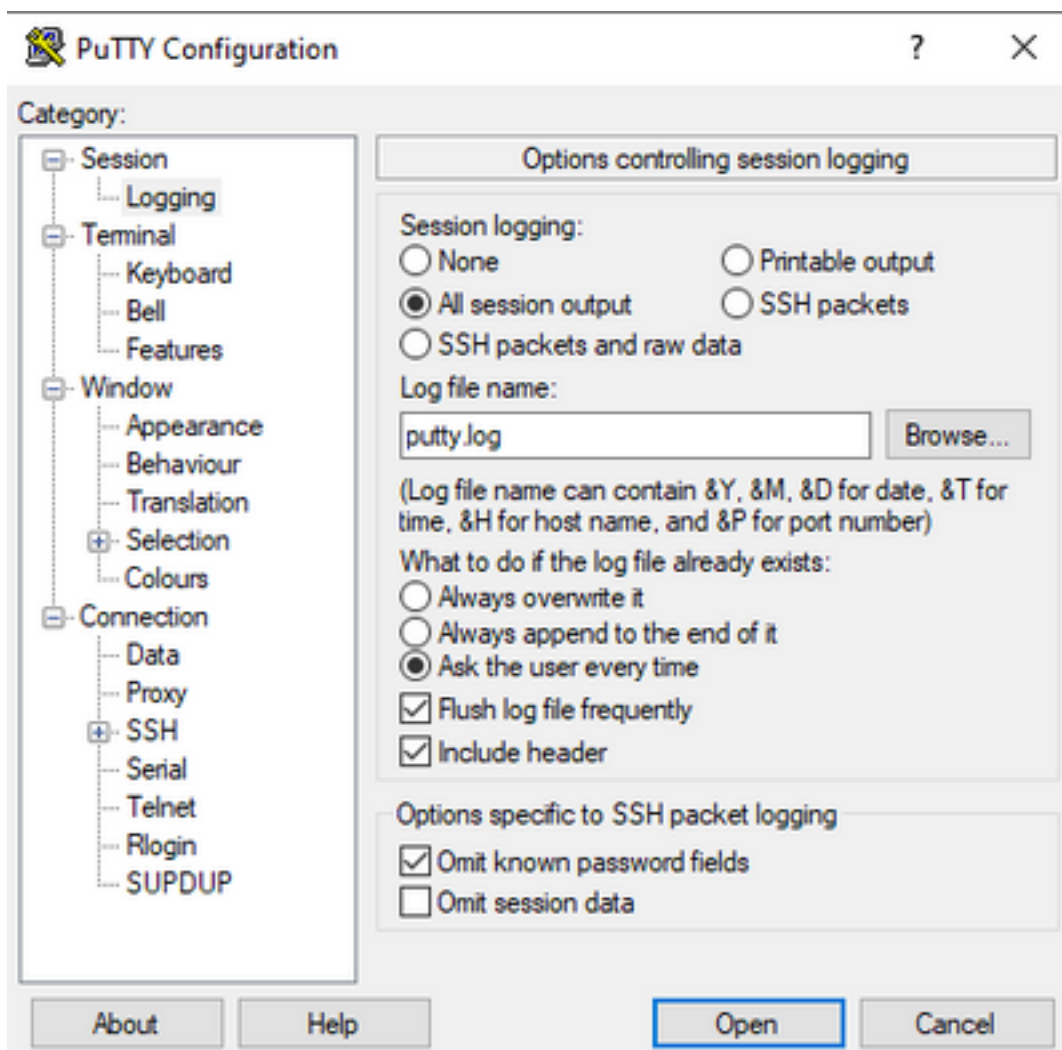 PuTTY Configuration
?
Category:
Session
Logging
Terminal
Keyboard
Bell
Features
Window
Appearance
Behaviour
Translation
Selection
Colours
Connection
Data
Proxy
SSH
Serial
Telnet
Rlogin
SUPDUP
Options controlling session logging
Session logging:
None
Printable output
All session output
SSH packets
SSH packets and raw data
Log file name:
putty.log
Browse...
(Log file name can contain &Y, &M, &D for date, &T for
time, &H for host name, and &P for port number)
What to do if the log file already exists:
Always overwrite it
Always append to the end of it
Ask the user every time
Flush log file frequently
Include header
Options specific to SSH packet logging
Omit known password fields
Omit session data
About
Help
Open
Cancel